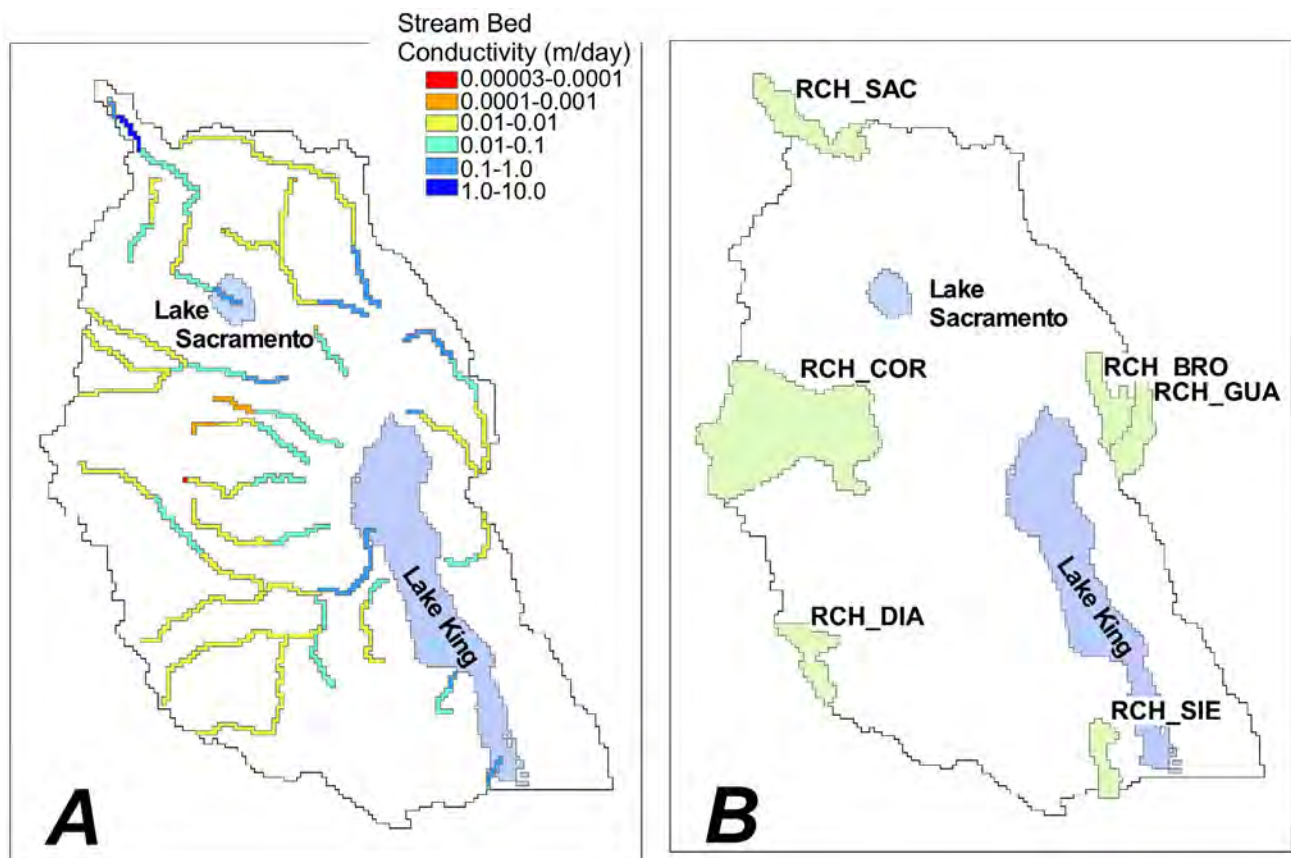 Stream Bed
Conductivity (m/day)
0.00003-0.0001
0.0001-0.001
0.01-0.01
0.01-0.1
0.1-1.0
1.0-10.0
Lake
Sacramento
Lake King
A
RCH_SAC
Lake
Sacramento
RCH_COR
RCH_BRO
RCH_GUA
Lake King
RCH_DIA
RCH_SIE
B